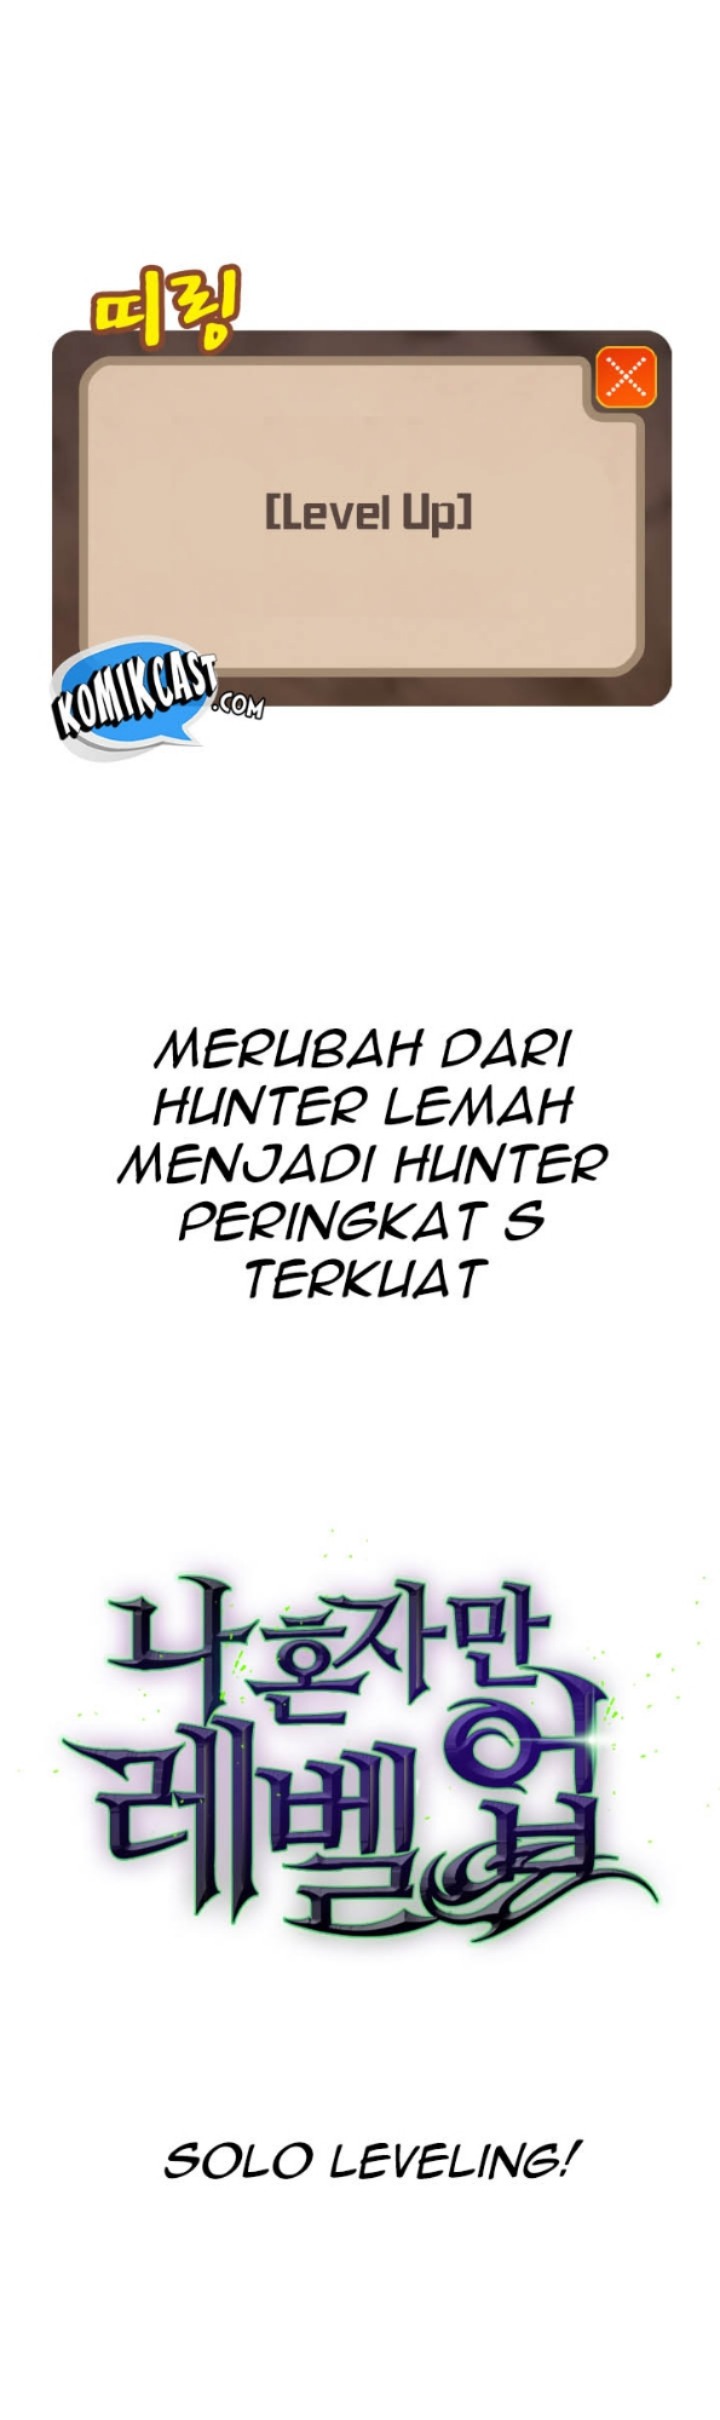 띠링
[Level Up]
KOMIKCAST
.COM
MERUBAH DARI
HUNTER LEMAH
MENJADI HUNTER
PERINGKAT S
TERKUAT
나 혼자만
레벨업
SOLO LEVELING!